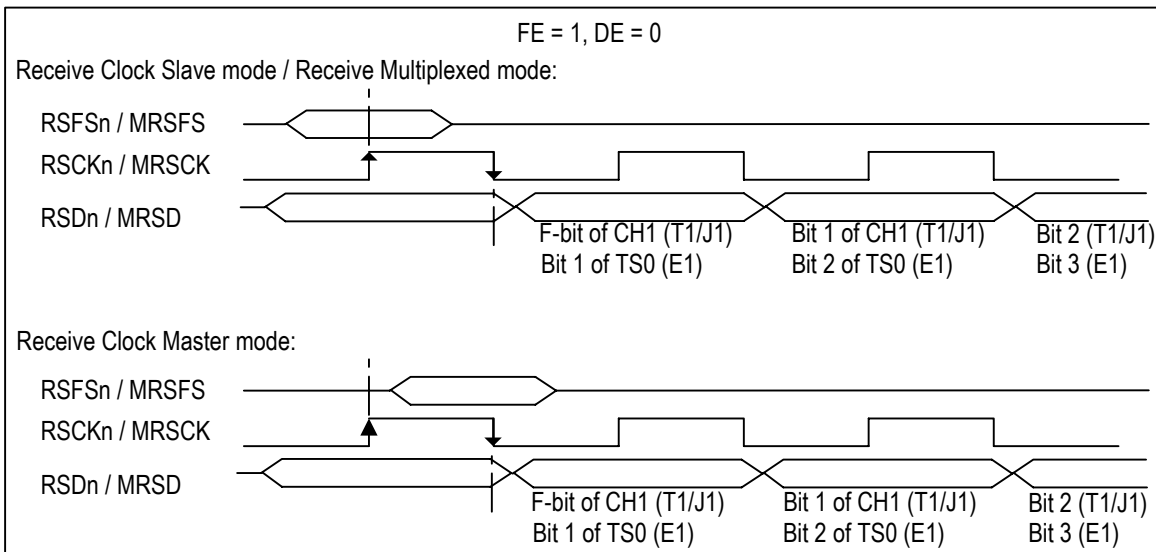 FE = 1, DE = 0
Receive Clock Slave mode / Receive Multiplexed mode:
RSFSn / MRSFS
RSCKn / MRSCK
RSDn / MRSD
F-bit of CH1 (T1/J1)
Bit 1 of TS0 (E1)
Bit 1 of CH1 (T1/J1)
Bit 2 of TS0 (E1)
Bit 2 (T1/J1)
Bit 3 (E1)
Receive Clock Master mode:
RSFSn / MRSFS
RSCKn / MRSCK
RSDn / MRSD
F-bit of CH1 (T1/J1)
Bit 1 of TS0 (E1)
Bit 1 of CH1 (T1/J1)
Bit 2 of TS0 (E1)
Bit 2 (T1/J1)
Bit 3 (E1)